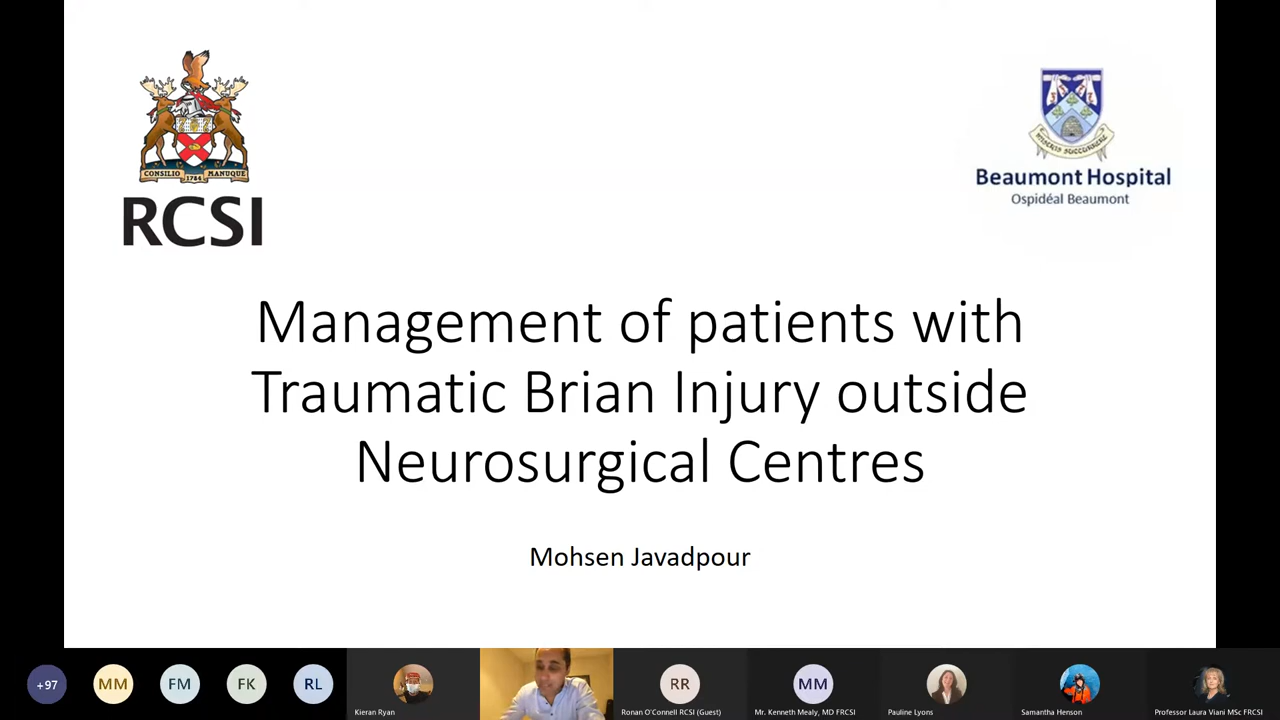 CONSILIO 1784 MANUQUE
RCSI
MISERIS SUCCURRERE
Beaumont Hospital
Ospidéal Beaumont
Management of patients with
Traumatic Brian Injury outside
Neurosurgical Centres
Mohsen Javadpour
+97
MM
FM
FK
RL
Kieran Ryan
RR
Ronan O'Connell RCSI (Guest)
MM
Mr. Kenneth Mealy, MD FRCSI
Pauline Lyons
Samantha Henson
Professor Laura Viani MSc FRCSI